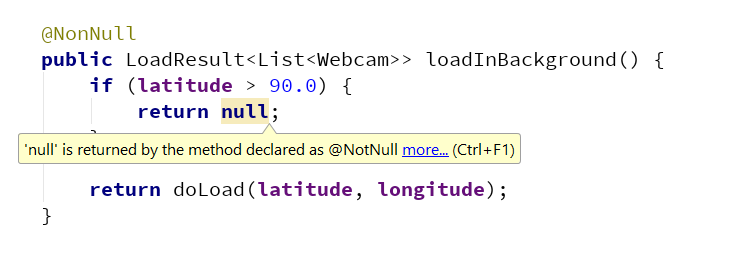 @NonNull
public LoadResult<List<Webcam>> loadInBackground() {
if (latitude > 90.0) {
return null;
'null' is returned by the method declared as @NotNull more... (Ctrl+F1)
return doLoad(latitude, longitude);
}